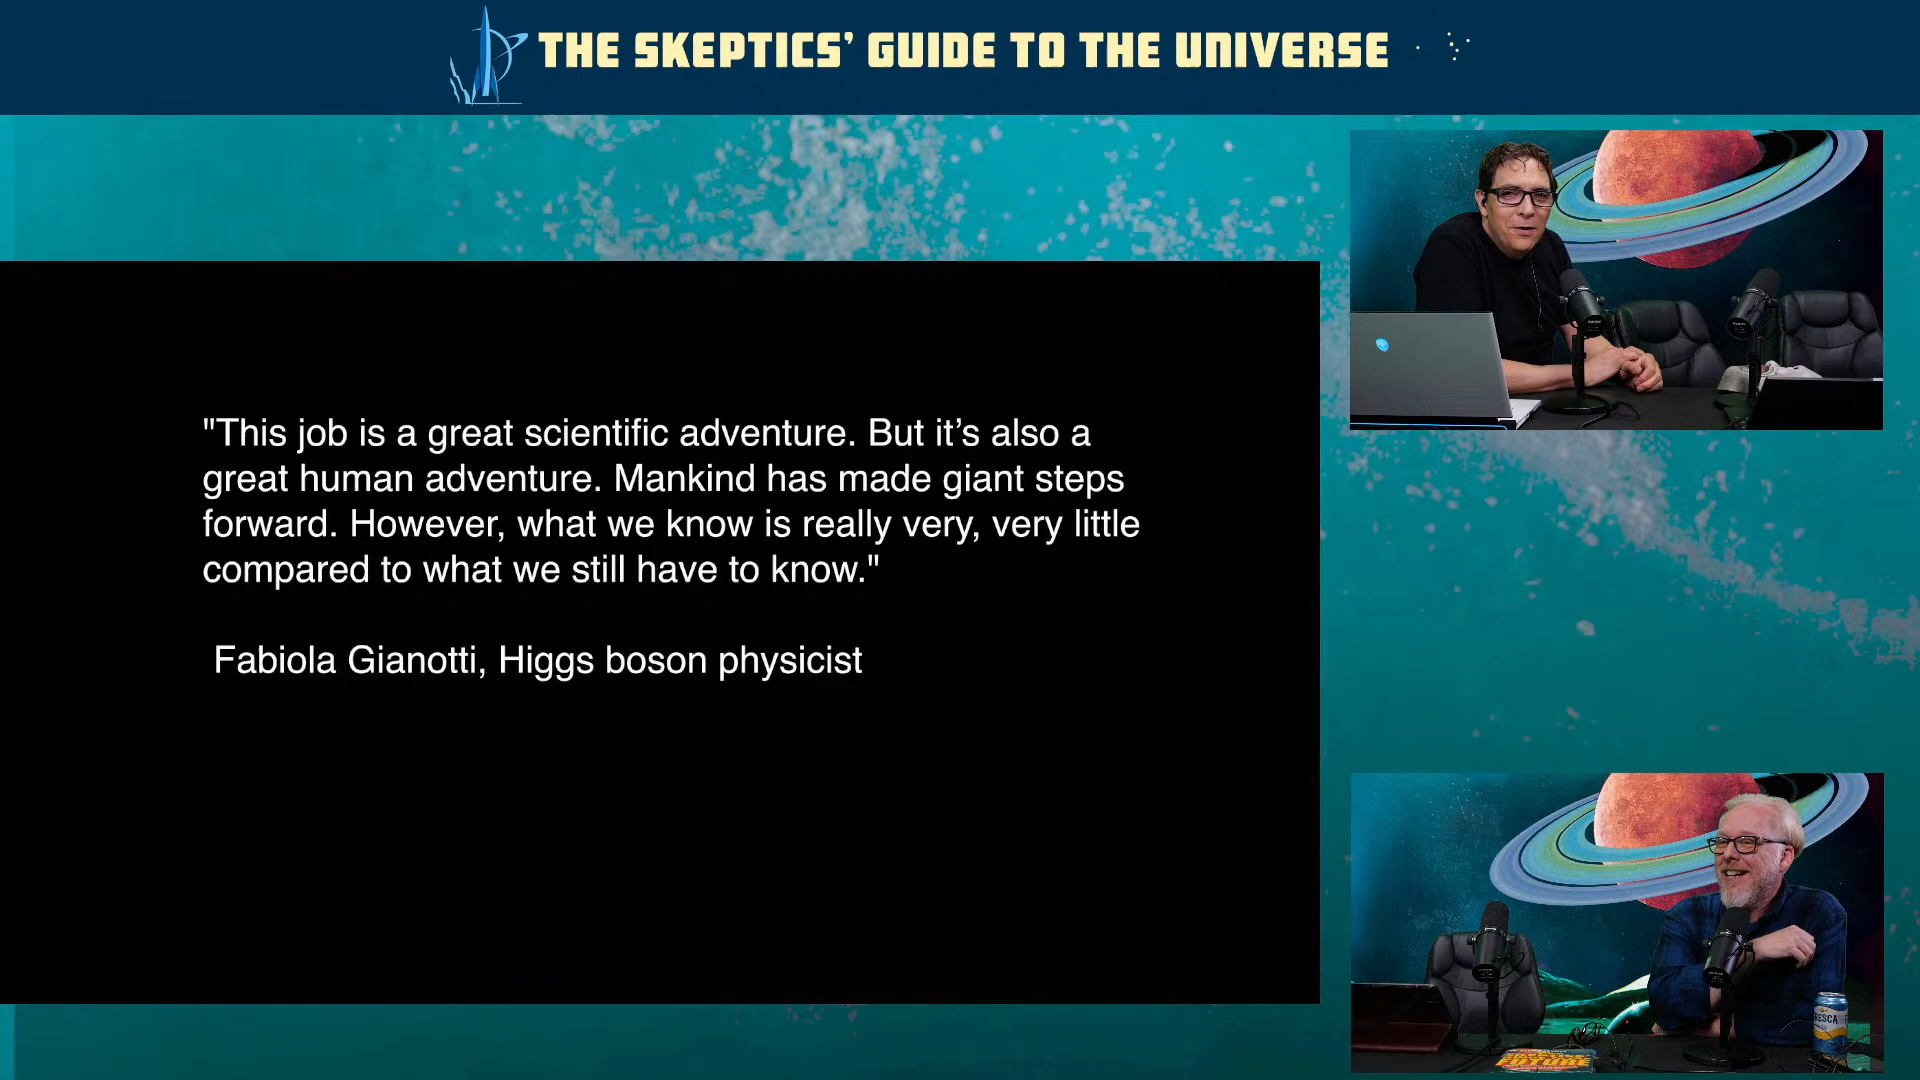 THE SKEPTICS’ GUIDE TO THE UNIVERSE
"This job is a great scientific adventure. But it’s also a
great human adventure. Mankind has made giant steps
forward. However, what we know is really very, very little
compared to what we still have to know."
Fabiola Gianotti, Higgs boson physicist
FUTURE